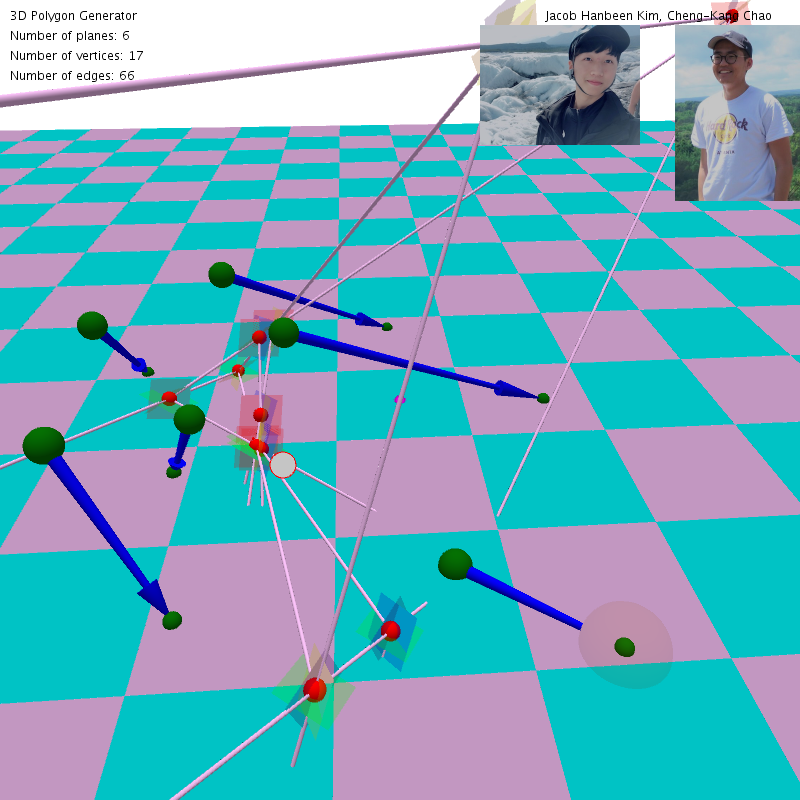 3D Polygon Generator
Jacob Hanbeen Kim, Cheng-Kang Chao
Number of planes: 6
Number of vertices: 17
Number of edges: 66